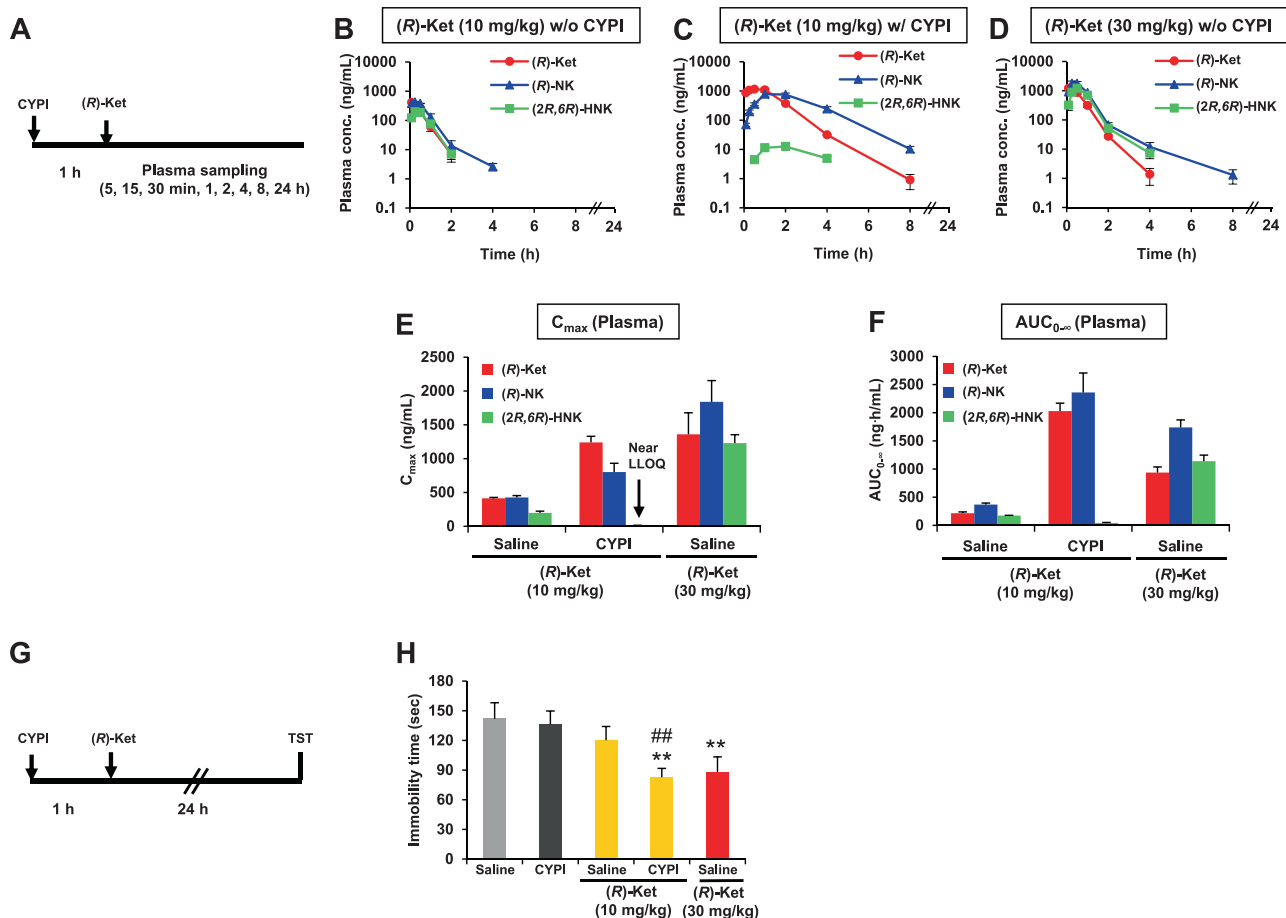 A
CYPI
(R)-Ket
1 h
Plasma sampling
(5, 15, 30 min, 1, 2, 4, 8, 24 h)
B
(R)-Ket (10 mg/kg) w/o CYPI
Plasma conc. (ng/mL)
10000
1000
100
10
1
0.1
(R)-Ket
(R)-NK
(2R,6R)-HNK
0 2 4 6 8 24
Time (h)
C
(R)-Ket (10 mg/kg) w/ CYPI
Plasma conc. (ng/mL)
10000
1000
100
10
1
0.1
(R)-Ket
(R)-NK
(2R,6R)-HNK
0 2 4 6 8 24
Time (h)
D
(R)-Ket (30 mg/kg) w/o CYPI
Plasma conc. (ng/mL)
10000
1000
100
10
1
0.1
(R)-Ket
(R)-NK
(2R,6R)-HNK
0 2 4 6 8 24
Time (h)
E
Cmax (Plasma)
Cmax (ng/mL)
2500
2000
1500
1000
500
0
(R)-Ket
(R)-NK
(2R,6R)-HNK
Near
LLOQ
Saline CYPI Saline
(R)-Ket (R)-Ket
(10 mg/kg) (30 mg/kg)
F
AUC0-∞ (Plasma)
AUC0-∞ (ng·h/mL)
3000
2500
2000
1500
1000
500
0
(R)-Ket
(R)-NK
(2R,6R)-HNK
Saline CYPI Saline
(R)-Ket (R)-Ket
(10 mg/kg) (30 mg/kg)
G
CYPI
(R)-Ket
TST
1 h
24 h
H
Immobility time (sec)
180
150
120
90
60
30
0
##
**
**
Saline CYPI Saline CYPI Saline
(R)-Ket (R)-Ket
(10 mg/kg) (30 mg/kg)